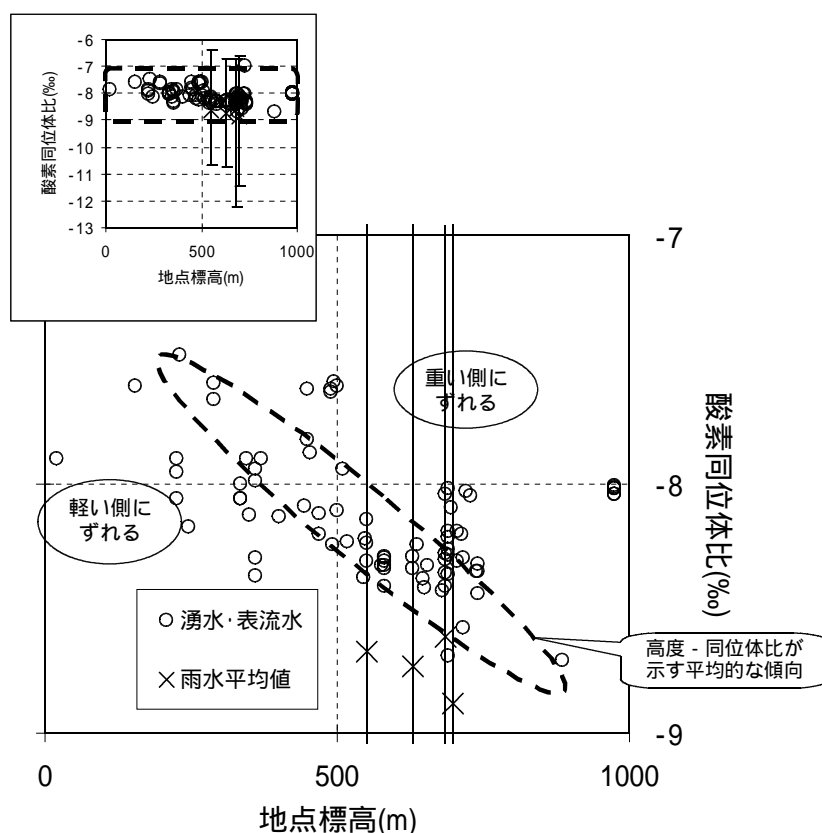 -6
-7
-8
-9
-10
-11
-12
-13
酸素同位体比(‰)
0
500
1000
地点標高(m)
-7
-8
-9
酸素同位体比(‰)
重い側に
ずれる
軽い側に
ずれる
湧水・表流水
雨水平均値
高度 - 同位体比が
示す平均的な傾向
0
500
1000
地点標高(m)